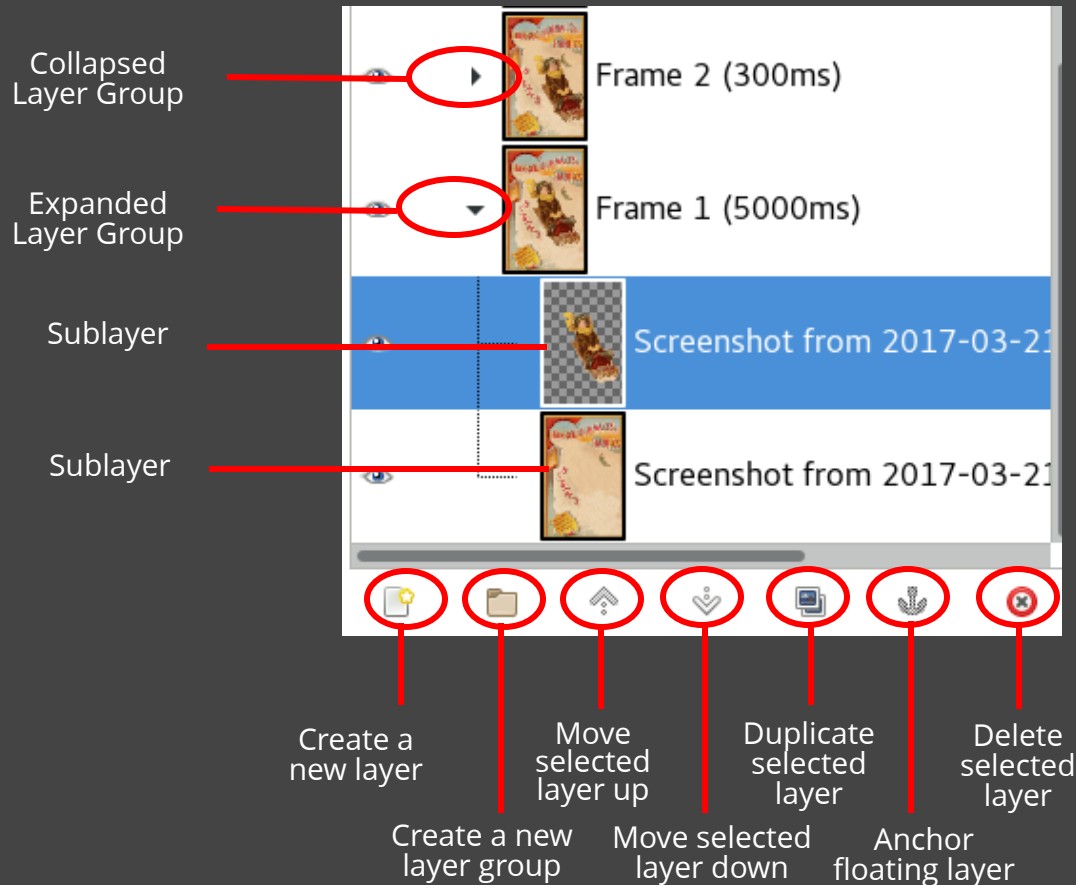 Collapsed
Layer Group
Frame 2 (300ms)
Expanded
Layer Group
Frame 1 (5000ms)
Sublayer
Screenshot from 2017-03-21
Sublayer
Screenshot from 2017-03-21
Create a
new layer
Move
selected
layer up
Duplicate
selected
layer
Delete
selected
layer
Create a new
layer group
Move selected
layer down
Anchor
floating layer